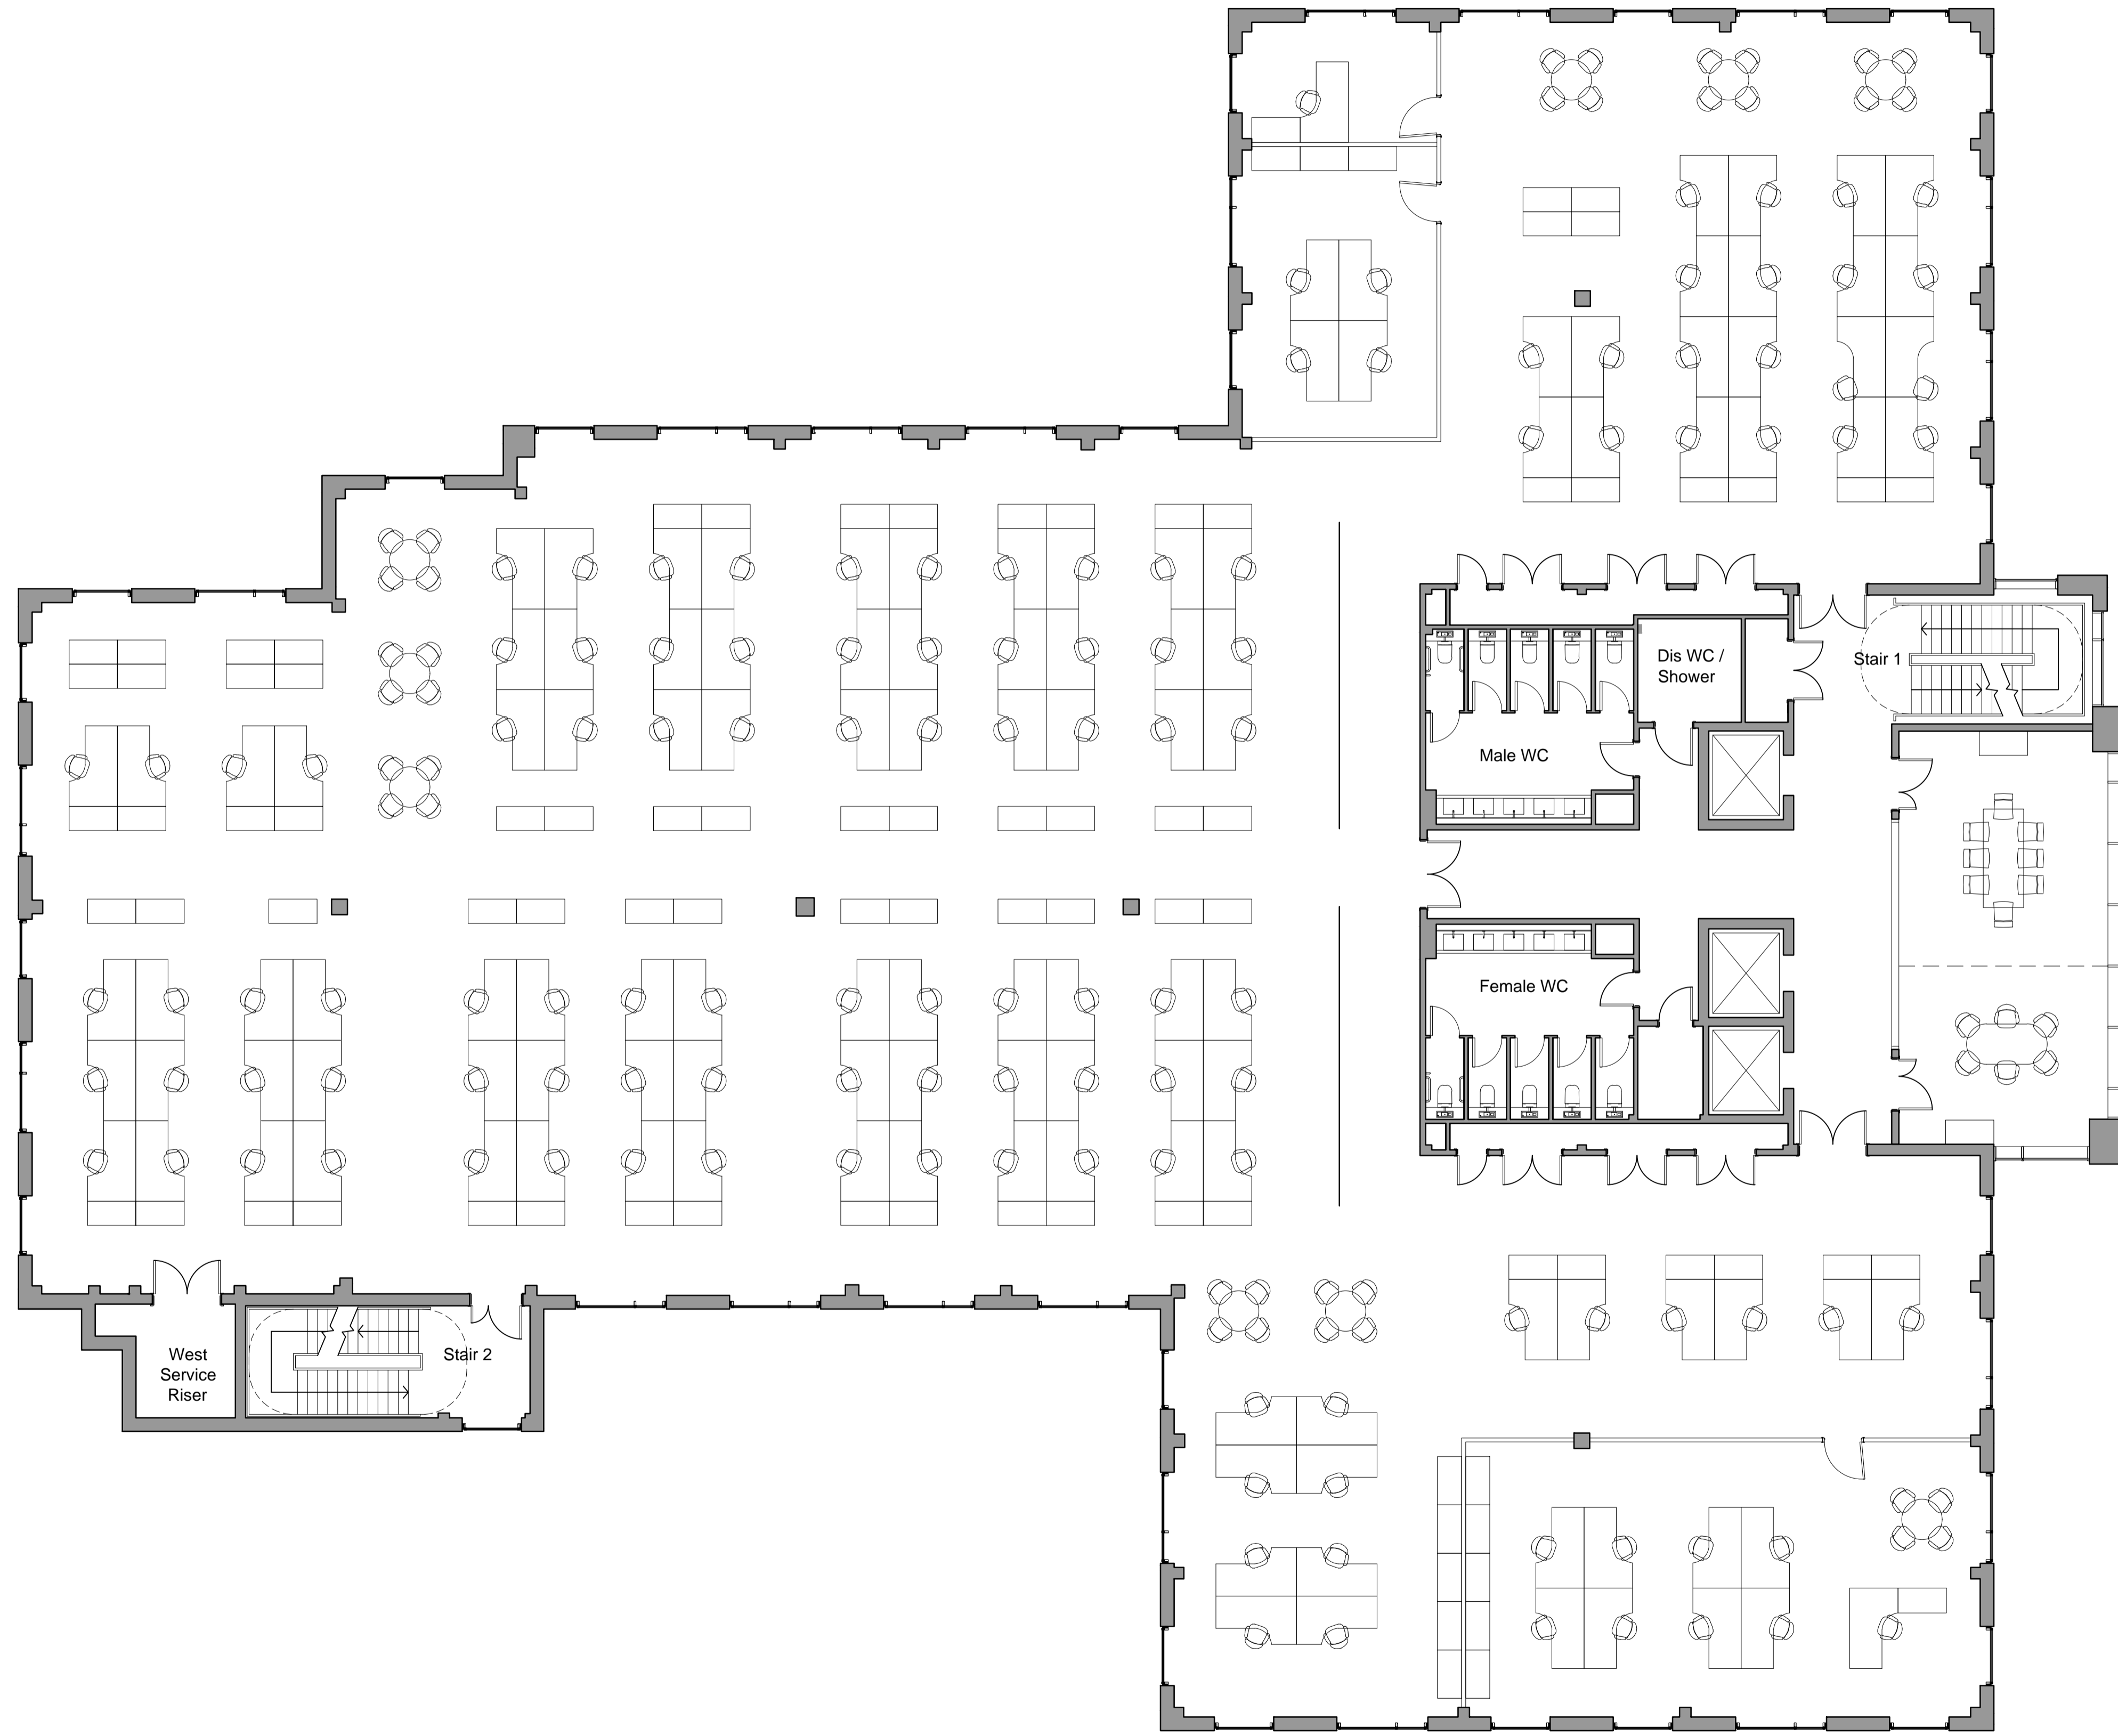 Dis WC /
Shower
Stair 1
Male WC
Female WC
West
Service
Riser
Stair 2